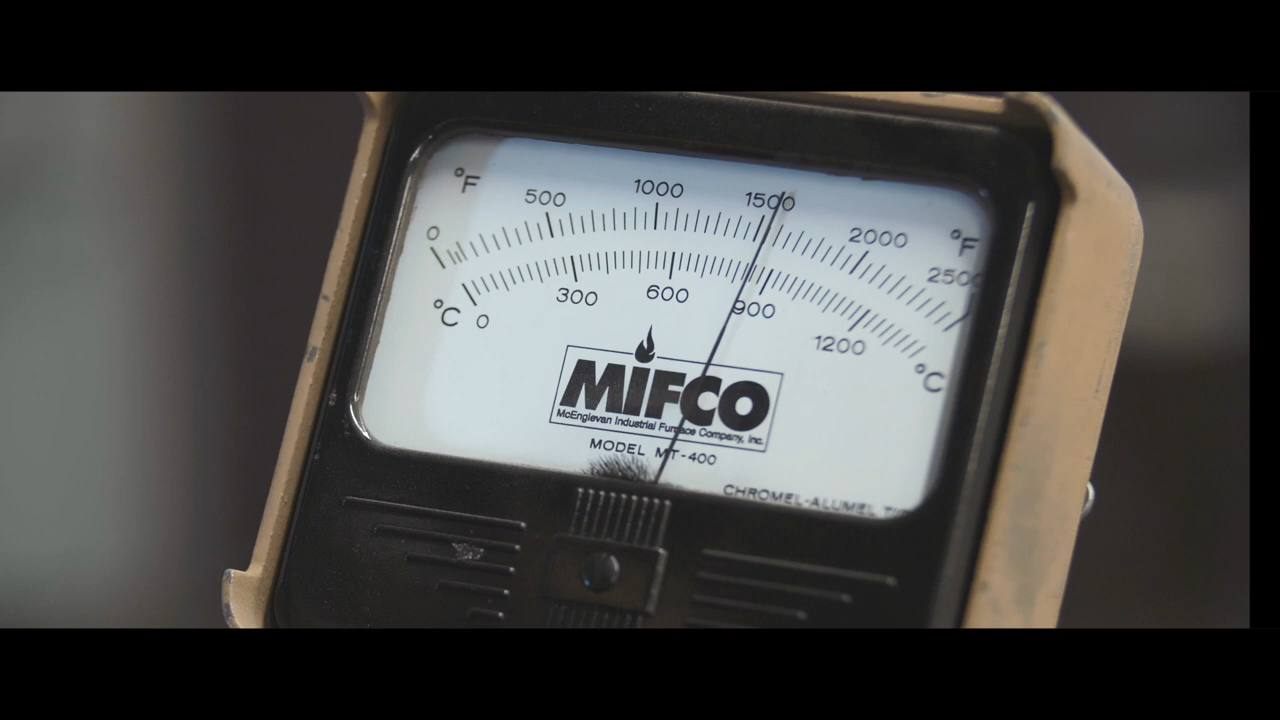 °F 0 500 1000 1500 2000 2500 °F
°C 0 300 600 900 1200 °C
MIFCO
McEnglevan Industrial Furnace Company, Inc.
MODEL MT-400
CHROMEL-ALUMEL